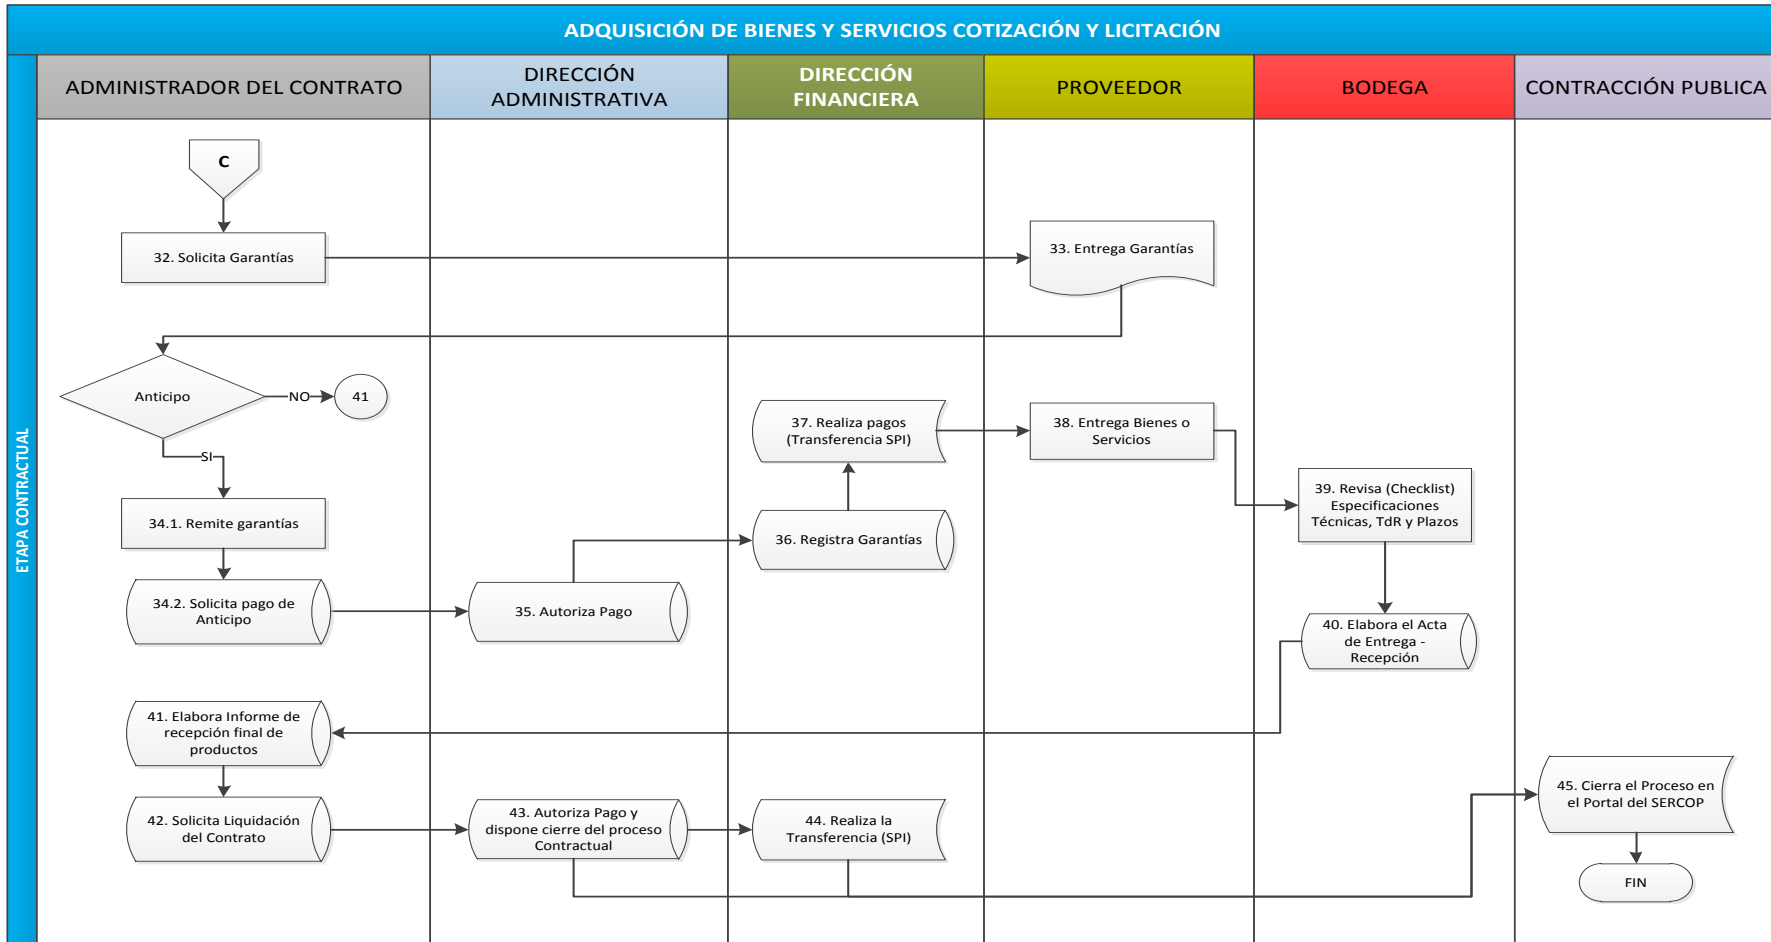 ADQUISICIÓN DE BIENES Y SERVICIOS COTIZACIÓN Y LICITACIÓN
ETAPA CONTRACTUAL
ADMINISTRADOR DEL CONTRATO
DIRECCIÓN
ADMINISTRATIVA
DIRECCIÓN
FINANCIERA
PROVEEDOR
BODEGA
CONTRACCIÓN PUBLICA
C
32. Solicita Garantías
33. Entrega Garantías
Anticipo
NO
41
SI
37. Realiza pagos
(Transferencia SPI)
38. Entrega Bienes o
Servicios
39. Revisa (Checklist)
Especificaciones
Técnicas, TdR y Plazos
34.1. Remite garantías
36. Registra Garantías
34.2. Solicita pago de
Anticipo
35. Autoriza Pago
40. Elabora el Acta
de Entrega -
Recepción
41. Elabora Informe de
recepción final de
productos
42. Solicita Liquidación
del Contrato
43. Autoriza Pago y
dispone cierre del proceso
Contractual
44. Realiza la
Transferencia (SPI)
45. Cierra el Proceso en
el Portal del SERCOP
FIN